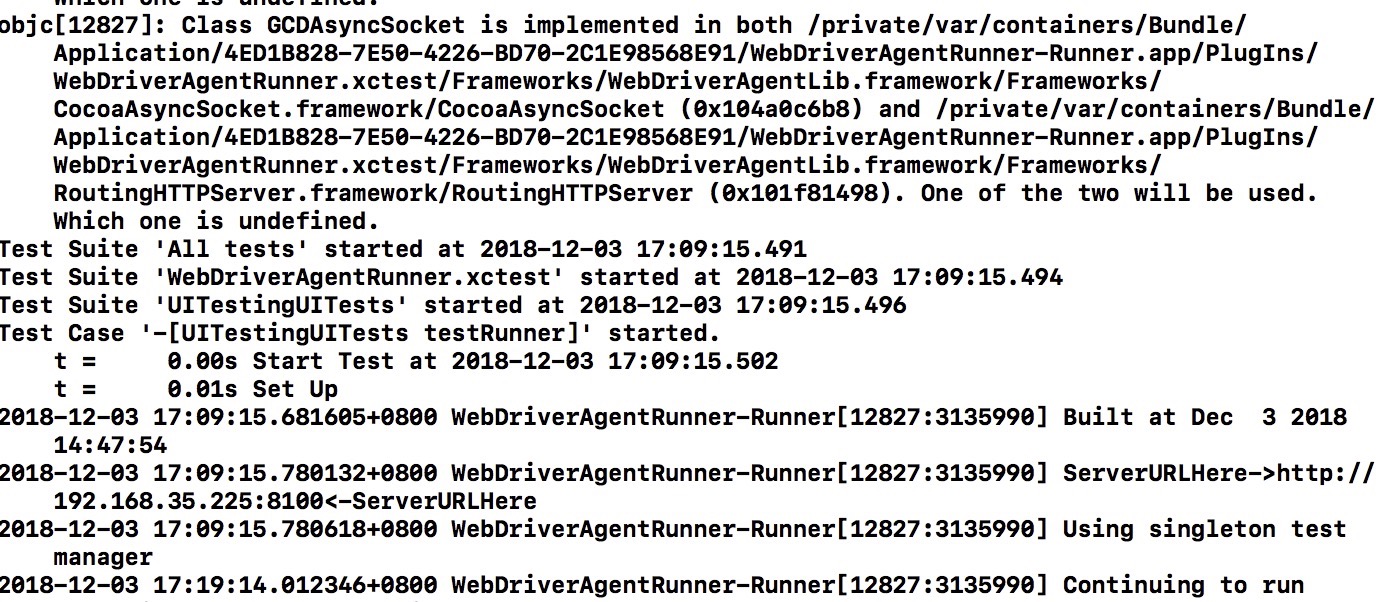 Which one is undefined.
objc[12827]: Class GCDAsyncSocket is implemented in both /private/var/containers/Bundle/
Application/4ED1B828-7E50-4226-BD70-2C1E98568E91/WebDriverAgentRunner-Runner.app/PlugIns/
WebDriverAgentRunner.xctest/Frameworks/WebDriverAgentLib.framework/Frameworks/
CocoaAsyncSocket.framework/CocoaAsyncSocket (0x104a0c6b8) and /private/var/containers/Bundle/
Application/4ED1B828-7E50-4226-BD70-2C1E98568E91/WebDriverAgentRunner-Runner.app/PlugIns/
WebDriverAgentRunner.xctest/Frameworks/WebDriverAgentLib.framework/Frameworks/
RoutingHTTPServer.framework/RoutingHTTPServer (0x101f81498). One of the two will be used.
Which one is undefined.
Test Suite 'All tests' started at 2018-12-03 17:09:15.491
Test Suite 'WebDriverAgentRunner.xctest' started at 2018-12-03 17:09:15.494
Test Suite 'UITestingUITests' started at 2018-12-03 17:09:15.496
Test Case '-[UITestingUITests testRunner]' started.
t =     0.00s Start Test at 2018-12-03 17:09:15.502
t =     0.01s Set Up
2018-12-03 17:09:15.681605+0800 WebDriverAgentRunner-Runner[12827:3135990] Built at Dec  3 2018
14:47:54
2018-12-03 17:09:15.780132+0800 WebDriverAgentRunner-Runner[12827:3135990] ServerURLHere->http://
192.168.35.225:8100<-ServerURLHere
2018-12-03 17:09:15.780618+0800 WebDriverAgentRunner-Runner[12827:3135990] Using singleton test
manager
2018-12-03 17:19:14.012346+0800 WebDriverAgentRunner-Runner[12827:3135990] Continuing to run